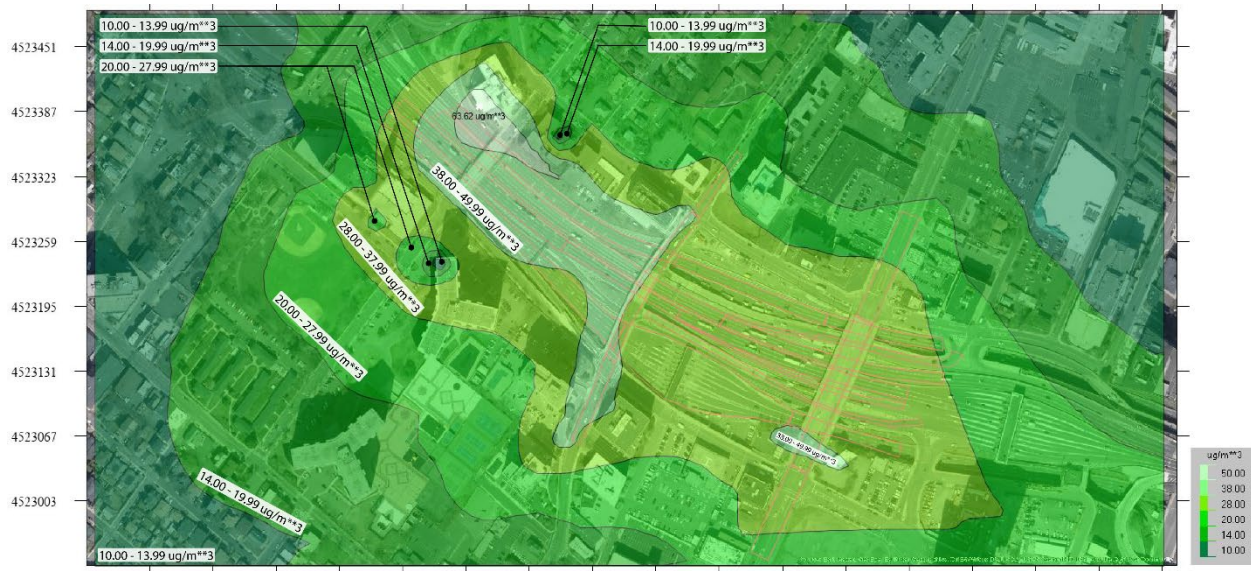 10.00 - 13.99 ug/m**3
10.00 - 13.99 ug/m**3
4523451
14.00 - 19.99 ug/m**3
14.00 - 19.99 ug/m**3
20.00 - 27.99 ug/m**3
4523387
63.62 ug/m**3
4523323
38.00 - 49.99 ug/m**3
4523259
28.00 - 37.99 ug/m**3
4523195
20.00 - 27.99 ug/m**3
4523131
4523067
- 49.99 ug/m**3
ug/m**3
50.00
38.00
28.00
20.00
14.00
10.00
14.00 - 19.99 ug/m**3
4523003
10.00 - 13.99 ug/m**3